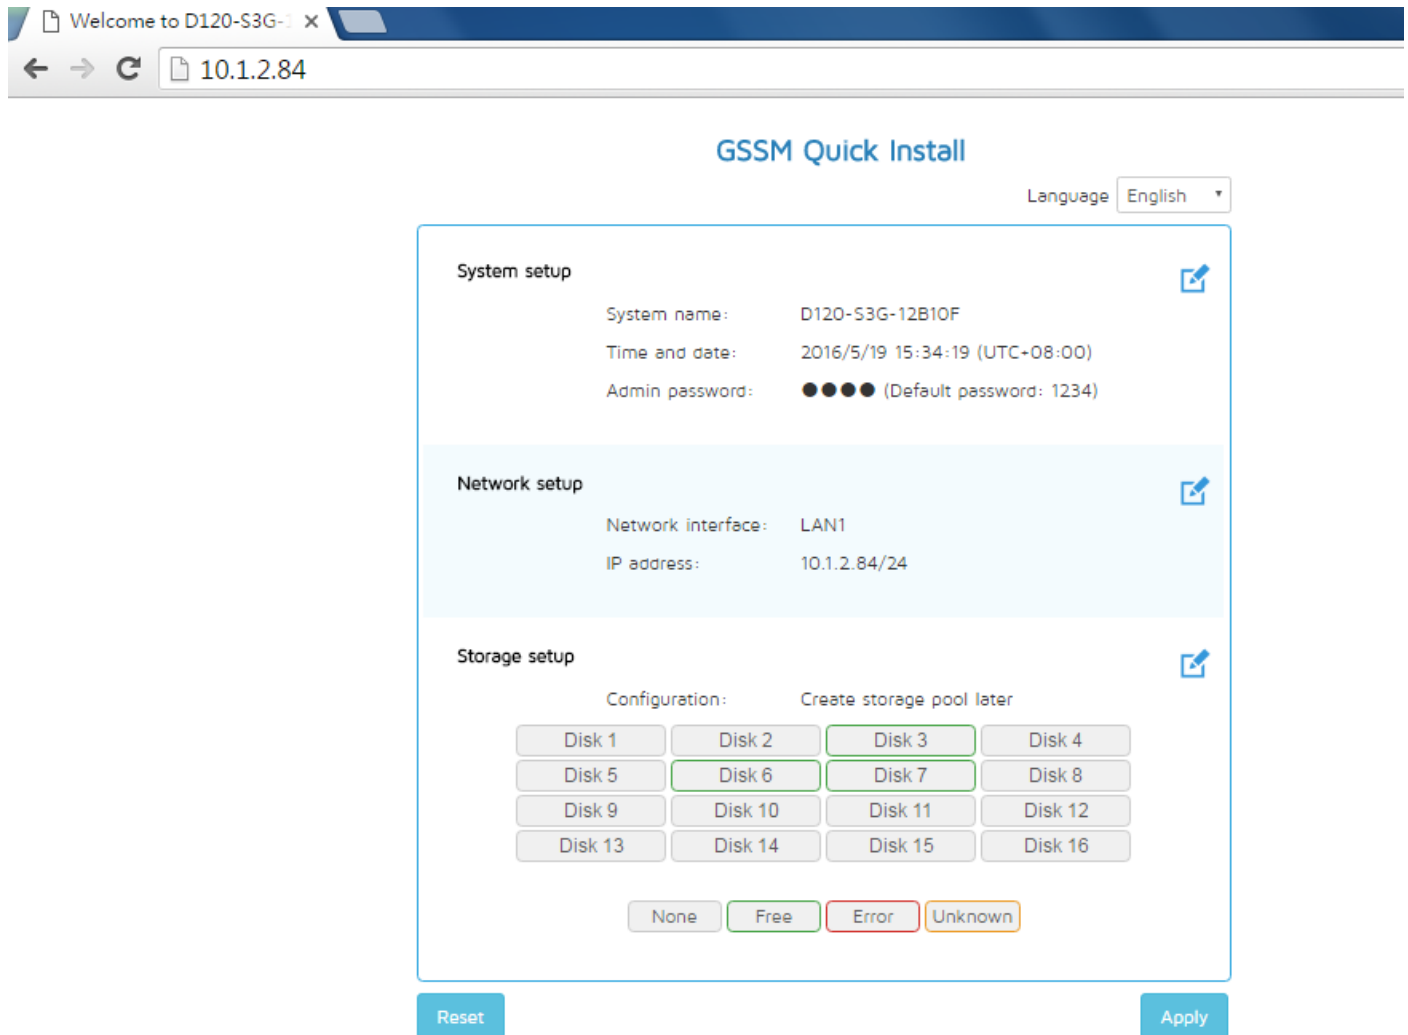 Welcome to D120-S3G-
10.1.2.84
GSSM Quick Install
Language English
System setup
System name: D120-S3G-12B10F
Time and date: 2016/5/19 15:34:19 (UTC+08:00)
Admin password: ●●●● (Default password: 1234)
Network setup
Network interface: LAN1
IP address: 10.1.2.84/24
Storage setup
Configuration: Create storage pool later
Disk 1 Disk 2 Disk 3 Disk 4
Disk 5 Disk 6 Disk 7 Disk 8
Disk 9 Disk 10 Disk 11 Disk 12
Disk 13 Disk 14 Disk 15 Disk 16
None Free Error Unknown
Reset Apply